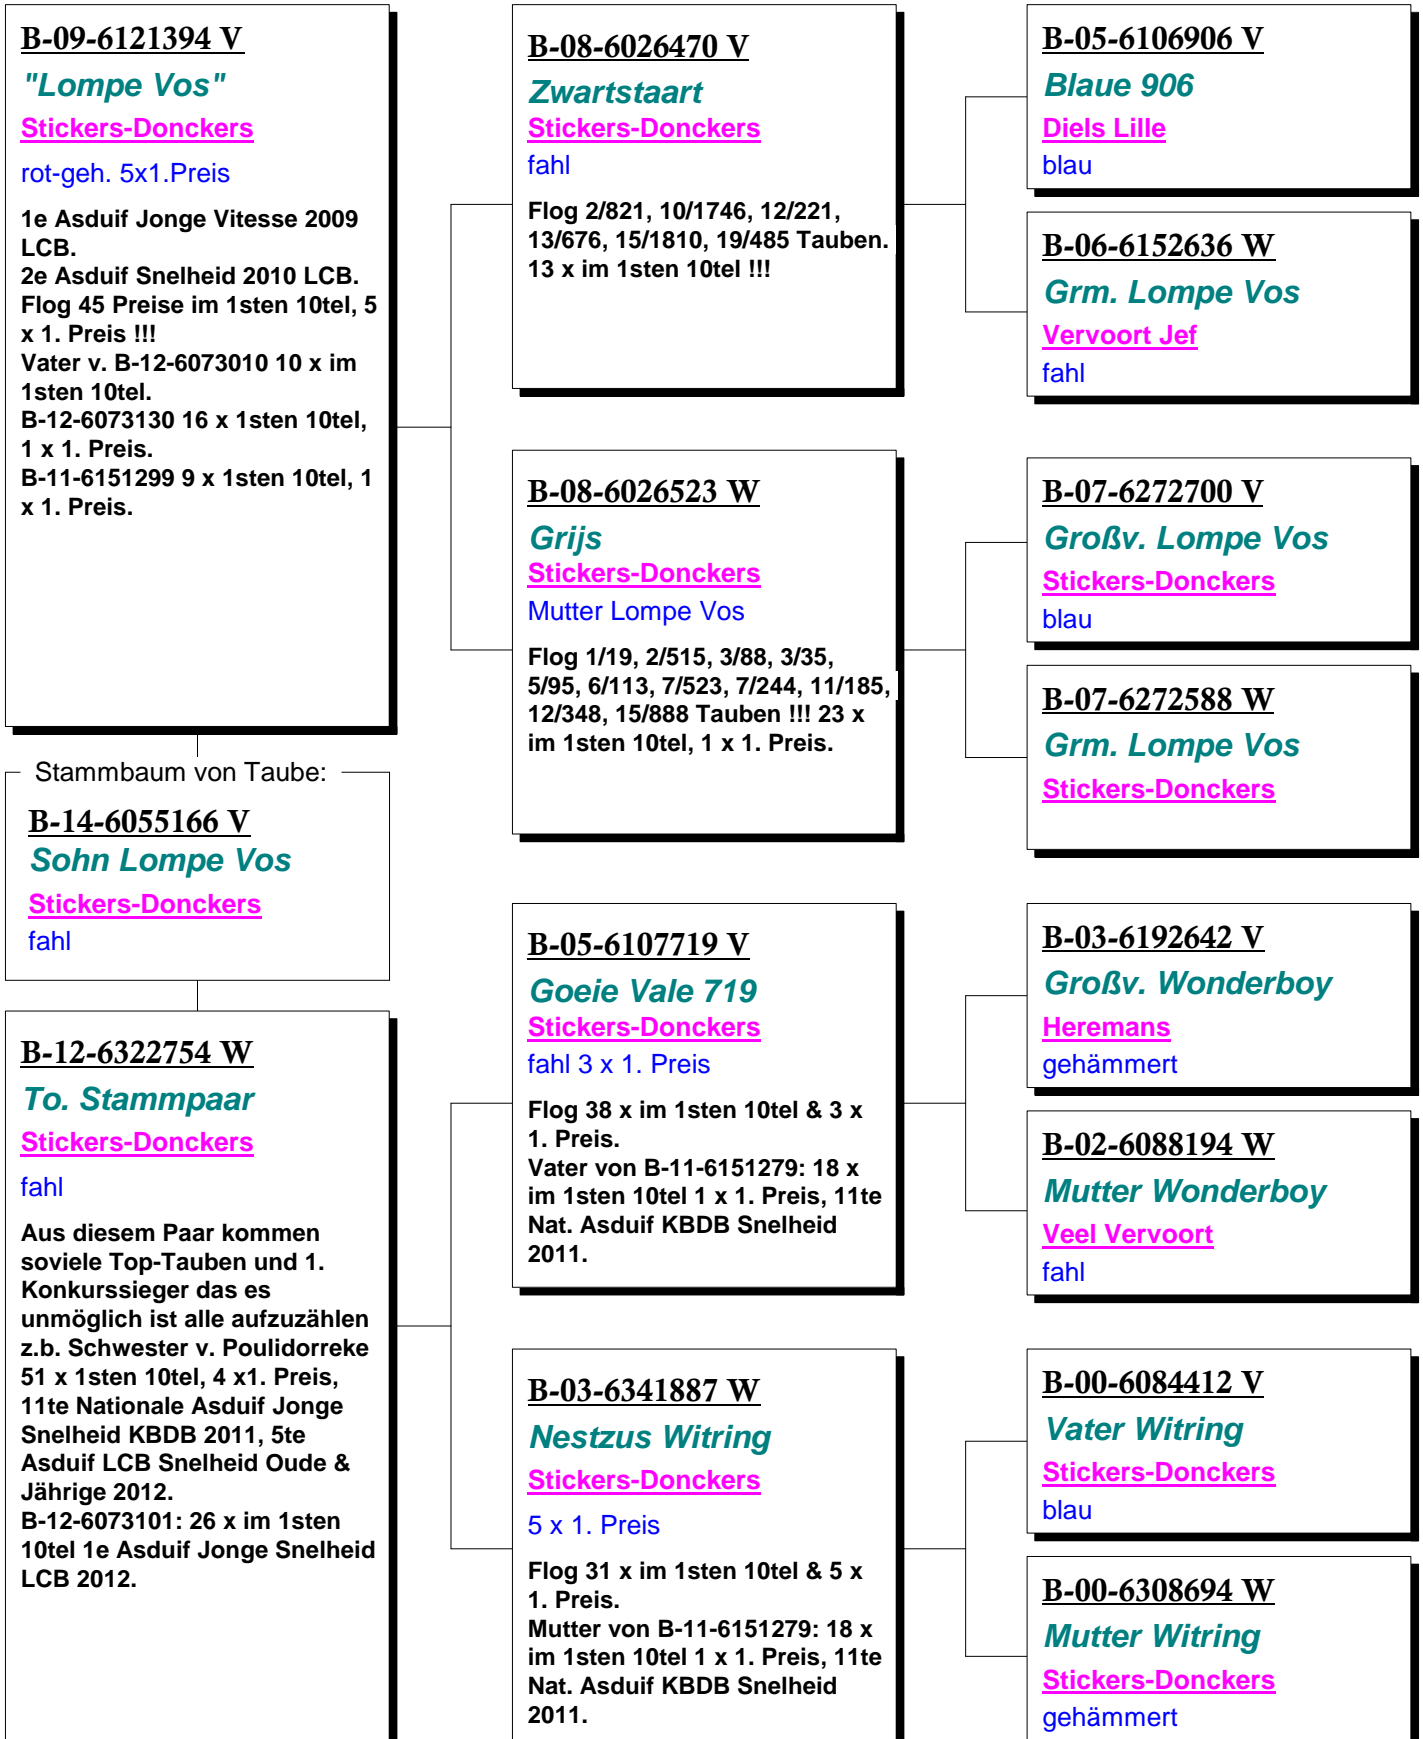 B-09-6121394 V
"Lompe Vos"
Stickers-Donckers
rot-geh. 5x1.Preis
1e Asduif Jonge Vitesse 2009
LCB.
2e Asduif Snelheid 2010 LCB.
Flog 45 Preise im 1sten 10tel, 5
x 1. Preis !!!
Vater v. B-12-6073010 10 x im
1sten 10tel.
B-12-6073130 16 x 1sten 10tel,
1 x 1. Preis.
B-11-6151299 9 x 1sten 10tel, 1
x 1. Preis.
Stammbaum von Taube:
B-14-6055166 V
Sohn Lompe Vos
Stickers-Donckers
fahl
B-12-6322754 W
To. Stammpaar
Stickers-Donckers
fahl
Aus diesem Paar kommen
soviele Top-Tauben und 1.
Konkurssieger das es
unmöglich ist alle aufzuzählen
z.b. Schwester v. Poulidorreke
51 x 1sten 10tel, 4 x1. Preis,
11te Nationale Asduif Jonge
Snelheid KBDB 2011, 5te
Asduif LCB Snelheid Oude &
Jährige 2012.
B-12-6073101: 26 x im 1sten
10tel 1e Asduif Jonge Snelheid
LCB 2012.
B-08-6026470 V
Zwartstaart
Stickers-Donckers
fahl
Flog 2/821, 10/1746, 12/221,
13/676, 15/1810, 19/485 Tauben.
13 x im 1sten 10tel !!!
B-08-6026523 W
Grijs
Stickers-Donckers
Mutter Lompe Vos
Flog 1/19, 2/515, 3/88, 3/35,
5/95, 6/113, 7/523, 7/244, 11/185,
12/348, 15/888 Tauben !!! 23 x
im 1sten 10tel, 1 x 1. Preis.
B-05-6107719 V
Goeie Vale 719
Stickers-Donckers
fahl 3 x 1. Preis
Flog 38 x im 1sten 10tel & 3 x
1. Preis.
Vater von B-11-6151279: 18 x
im 1sten 10tel 1 x 1. Preis, 11te
Nat. Asduif KBDB Snelheid
2011.
B-03-6341887 W
Nestzus Witring
Stickers-Donckers
5 x 1. Preis
Flog 31 x im 1sten 10tel & 5 x
1. Preis.
Mutter von B-11-6151279: 18 x
im 1sten 10tel 1 x 1. Preis, 11te
Nat. Asduif KBDB Snelheid
2011.
B-05-6106906 V
Blaue 906
Diels Lille
blau
B-06-6152636 W
Grm. Lompe Vos
Vervoort Jef
fahl
B-07-6272700 V
Großv. Lompe Vos
Stickers-Donckers
blau
B-07-6272588 W
Grm. Lompe Vos
Stickers-Donckers
B-03-6192642 V
Großv. Wonderboy
Heremans
gehämmert
B-02-6088194 W
Mutter Wonderboy
Veel Vervoort
fahl
B-00-6084412 V
Vater Witring
Stickers-Donckers
blau
B-00-6308694 W
Mutter Witring
Stickers-Donckers
gehämmert